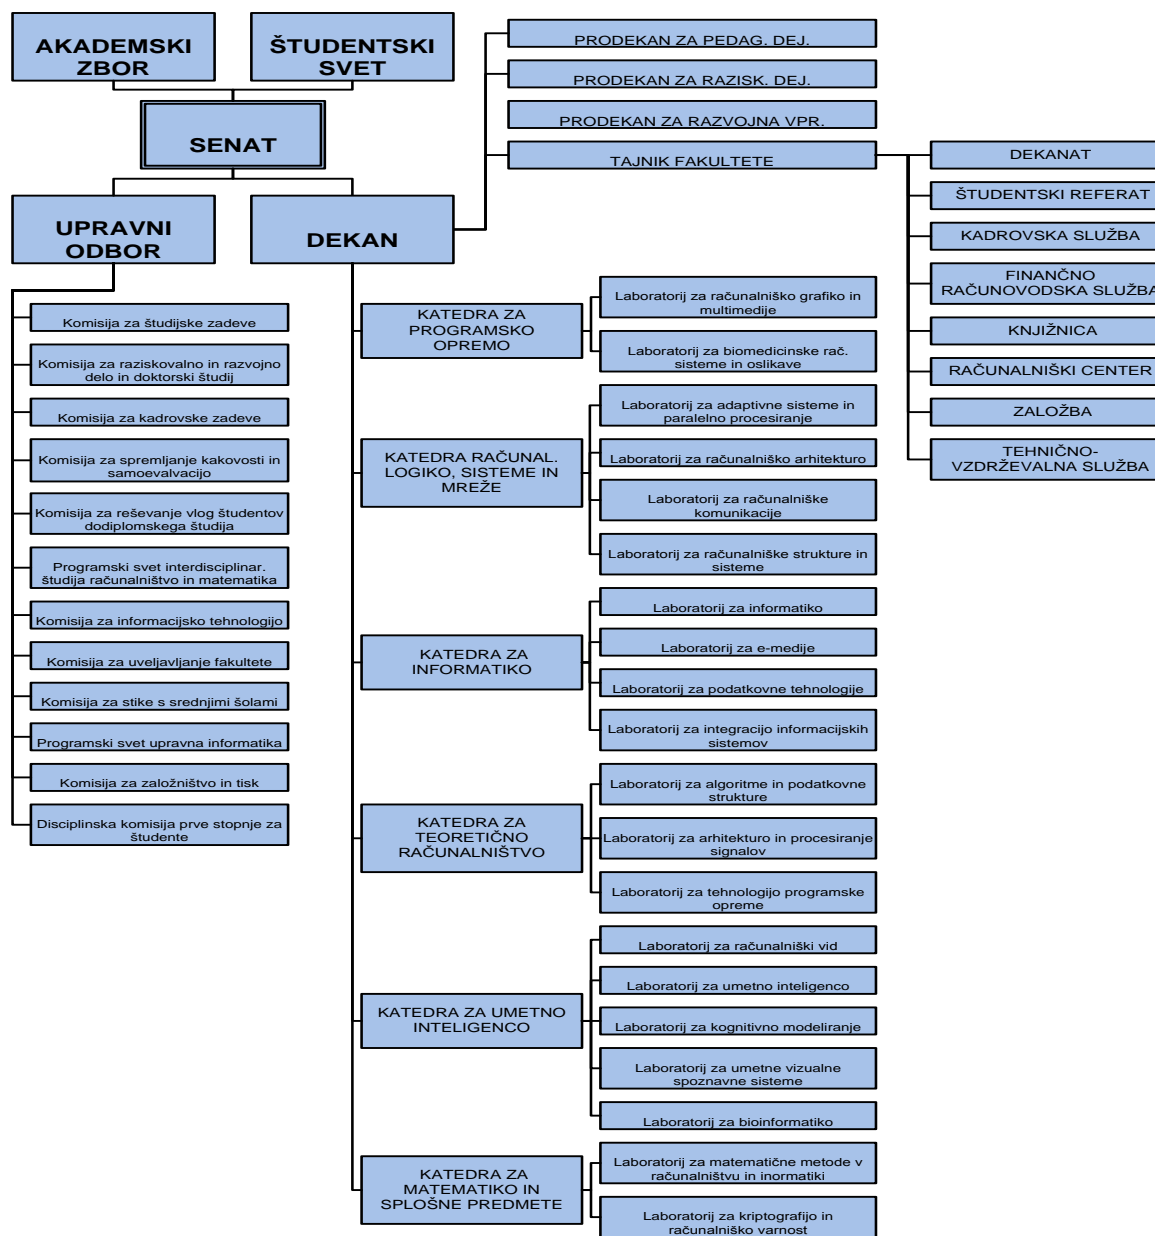 AKADEMSKI
ZBOR
ŠTUDENTSKI
SVET
SENAT
UPRAVNI
ODBOR
DEKAN
PRODEKAN ZA PEDAG. DEJ.
PRODEKAN ZA RAZISK. DEJ.
PRODEKAN ZA RAZVOJNA VPR.
TAJNIK FAKULTETE
DEKANAT
ŠTUDENTSKI REFERAT
KADROVSKA SLUŽBA
FINANČNO
RAČUNOVODSKA SLUŽBA
KNJIŽNICA
RAČUNALNIŠKI CENTER
ZALOŽBA
TEHNIČNO-
VZDRŽEVALNA SLUŽBA
Komisija za študijske zadeve
Komisija za raziskovalno in razvojno
delo in doktorski študij
Komisija za kadrovske zadeve
Komisija za spremljanje kakovosti in
samoevalvacijo
Komisija za reševanje vlog študentov
dodiplomskega študija
Programski svet interdisciplinar.
študija računalništvo in matematika
Komisija za informacijsko tehnologijo
Komisija za uveljavljanje fakultete
Komisija za stike s srednjimi šolami
Programski svet upravna informatika
Komisija za založništvo in tisk
Disciplinska komisija prve stopnje za
študente
KATEDRA ZA
PROGRAMSKO
OPREMO
Laboratorij za računalniško grafiko in
multimedije
Laboratorij za biomedicinske rač.
sisteme in oslikave
KATEDRA RAČUNAL.
LOGIKO, SISTEME IN
MREŽE
Laboratorij za adaptivne sisteme in
paralelno procesiranje
Laboratorij za računalniško arhitekturo
Laboratorij za računalniške
komunikacije
Laboratorij za računalniške strukture in
sisteme
KATEDRA ZA
INFORMATIKO
Laboratorij za informatiko
Laboratorij za e-medije
Laboratorij za podatkovne tehnologije
Laboratorij za integracijo informacijskih
sistemov
KATEDRA ZA
TEORETIČNO
RAČUNALNIŠTVO
Laboratorij za algoritme in podatkovne
strukture
Laboratorij za arhitekturo in procesiranje
signalov
Laboratorij za tehnologijo programske
opreme
KATEDRA ZA UMETNO
INTELIGENCO
Laboratorij za računalniški vid
Laboratorij za umetno inteligenco
Laboratorij za kognitivno modeliranje
Laboratorij za umetne vizualne
spoznavne sisteme
Laboratorij za bioinformatiko
KATEDRA ZA
MATEMATIKO IN
SPLOŠNE PREDMETE
Laboratorij za matematične metode v
računalništvu in inormatiki
Laboratorij za kriptografijo in
računalniško varnost